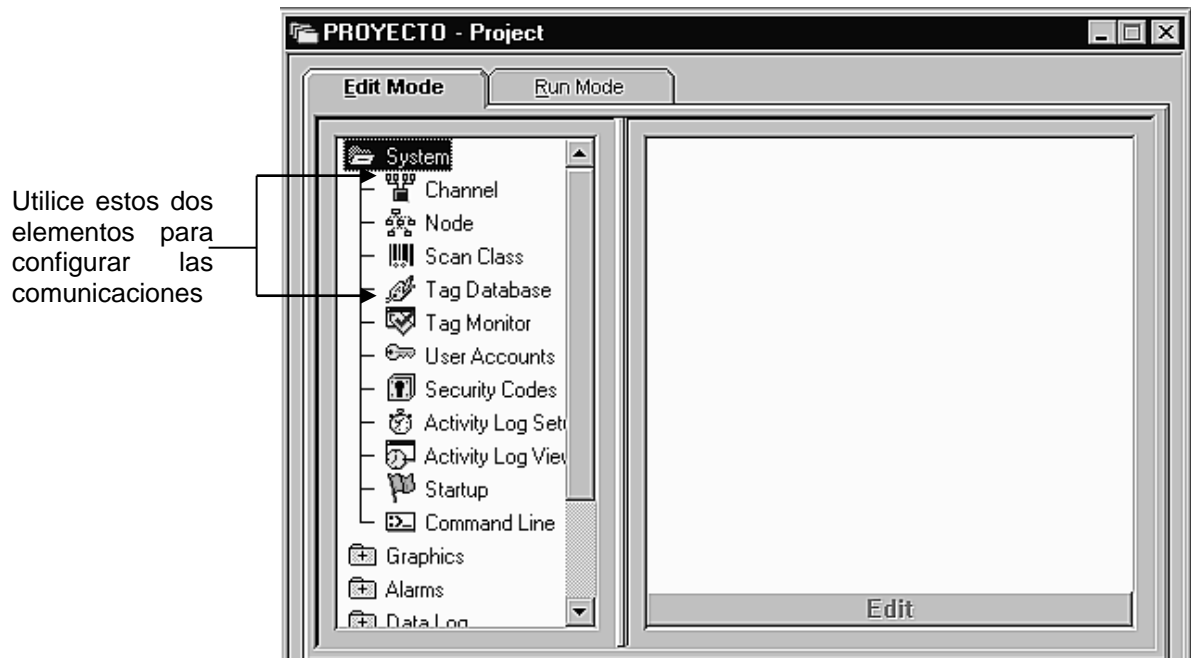 PROYECTO - Project
Edit Mode
Run Mode
Utilice estos dos
elementos para
configurar las
comunicaciones
System
Channel
Node
Scan Class
Tag Database
Tag Monitor
User Accounts
Security Codes
Activity Log Setu
Activity Log View
Startup
Command Line
Graphics
Alarms
Data Log
Edit